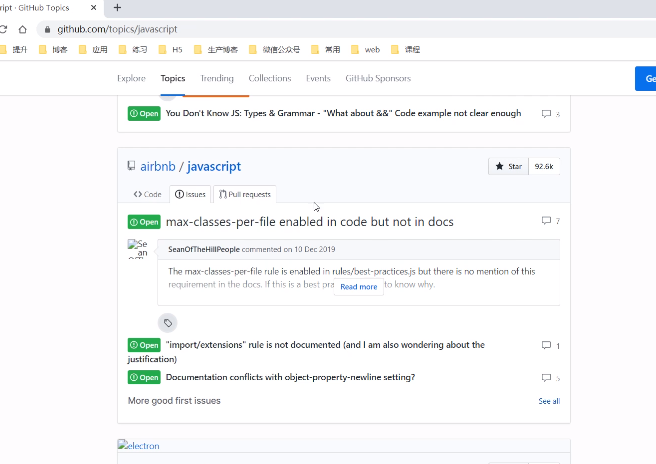 ript · GitHub Topics
github.com/topics/javascript
提升 博客 应用 练习 H5 生产博客 微信公众号 常用 web 课程
Explore Topics Trending Collections Events GitHub Sponsors Ge
Open You Don't Know JS: Types & Grammar - "What about &&" Code example not clear enough
airbnb / javascript Star 92.6k
Code Issues Pull requests
Open max-classes-per-file enabled in code but not in docs 7
Sean SeanOfTheHillPeople commented on 10 Dec 2019
The max-classes-per-file rule is enabled in rules/best-practices.js but there is no mention of this
requirement in the docs. If this is a best pra Read more to know why.
Open "import/extensions" rule is not documented (and I am also wondering about the 1
justification)
Open Documentation conflicts with object-property-newline setting? 5
More good first issues See all
electron